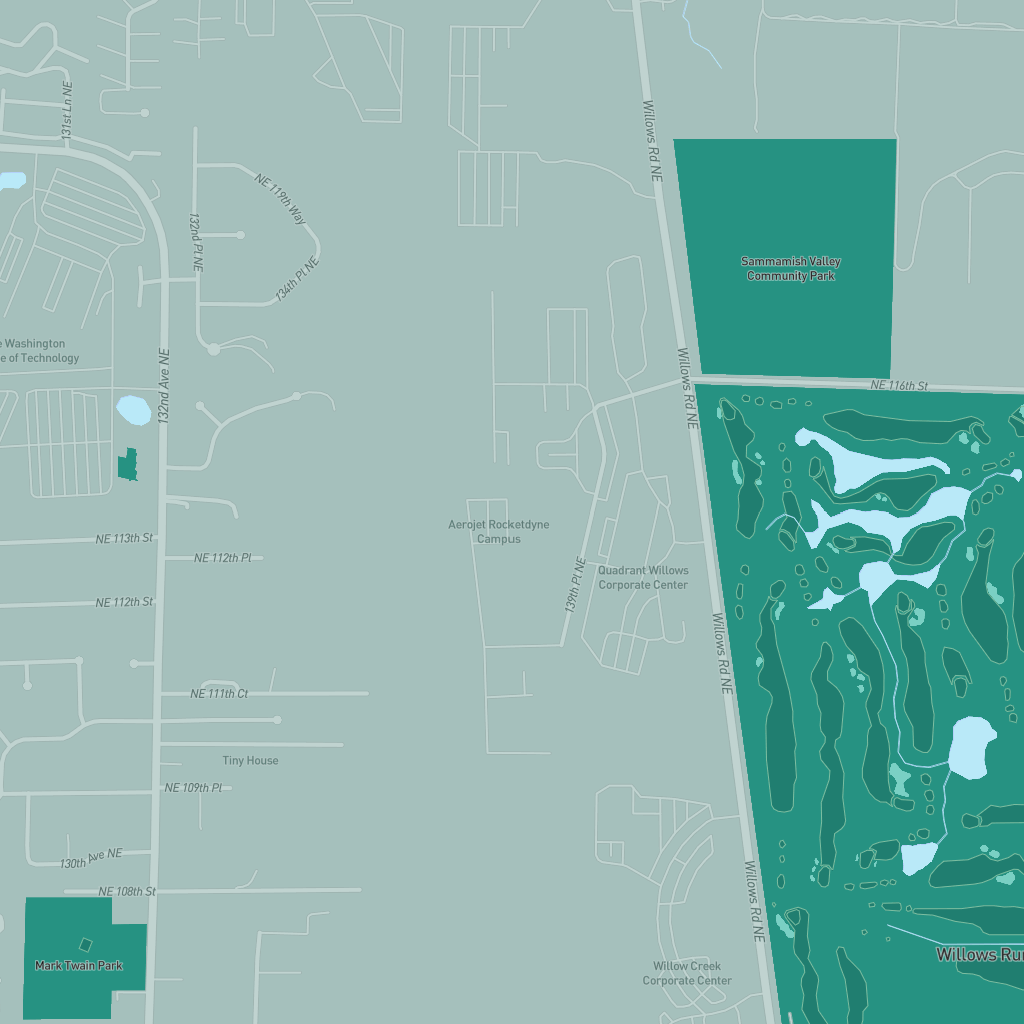 131st Ln NE
Willows Rd NE
NE 119th Way
132nd Pl NE
134th Pl NE
Sammamish Valley
Community Park
e Washington
e of Technology
132nd Ave NE
Willows Rd NE
NE 116th St
Aerojet Rocketdyne
Campus
NE 113th St
NE 112th Pl
139th Pl NE
Quadrant Willows
Corporate Center
NE 112th St
Willows Rd NE
NE 111th Ct
Tiny House
NE 109th Pl
130th Ave NE
NE 108th St
Willows Rd NE
Mark Twain Park
Willow Creek
Corporate Center
Willows Run